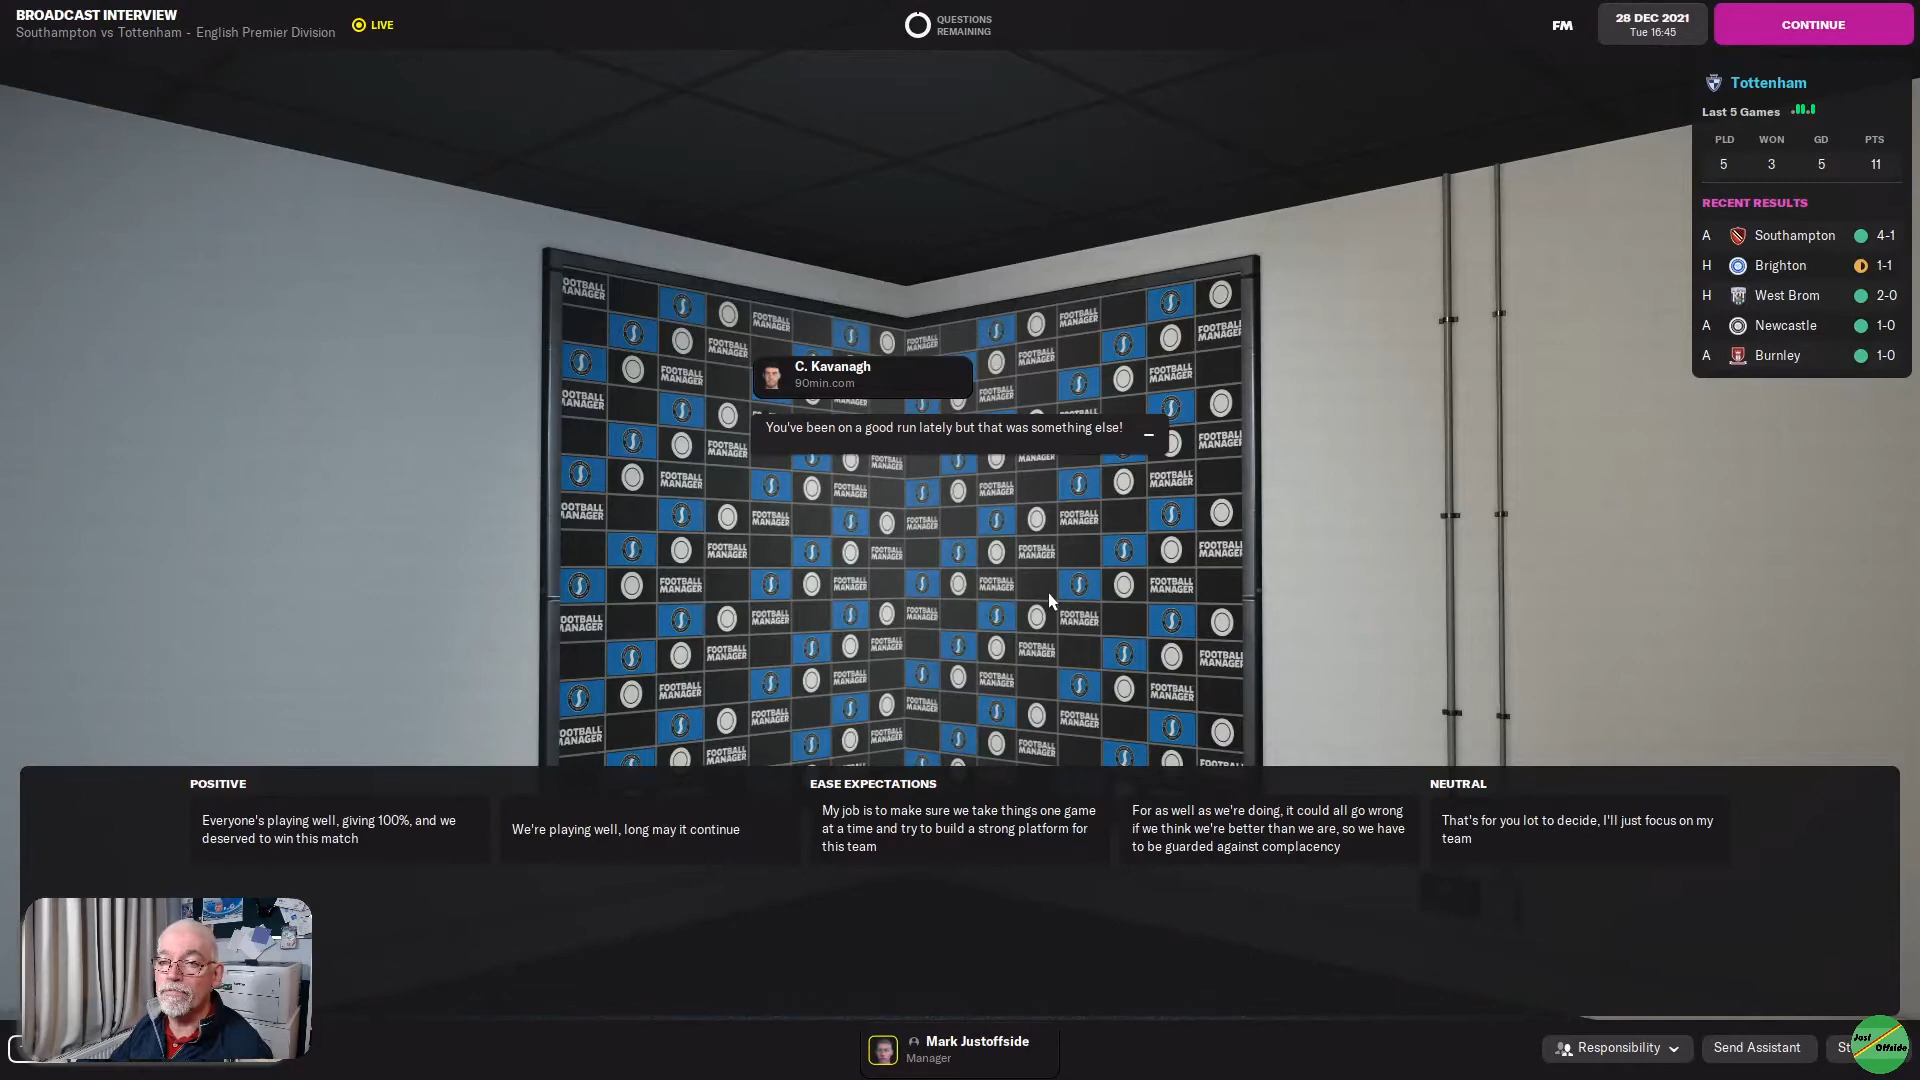 BROADCAST INTERVIEW
Southampton vs Tottenham - English Premier Division
LIVE
QUESTIONS
REMAINING
FM
28 DEC 2021
Tue 16:45
CONTINUE
Tottenham
Last 5 Games
PLD WON GD PTS
5 3 5 11
RECENT RESULTS
A Southampton 4-1
H Brighton 1-1
H West Brom 2-0
A Newcastle 1-0
A Burnley 1-0
FOOTBALL MANAGER
C. Kavanagh
90min.com
You've been on a good run lately but that was something else!
POSITIVE
Everyone's playing well, giving 100%, and we
deserved to win this match
We're playing well, long may it continue
EASE EXPECTATIONS
My job is to make sure we take things one game
at a time and try to build a strong platform for
this team
For as well as we're doing, it could all go wrong
if we think we're better than we are, so we have
to be guarded against complacency
NEUTRAL
That's for you lot to decide, I'll just focus on my
team
Mark Justoffside
Manager
Responsibility
Send Assistant
St
Just
Offside